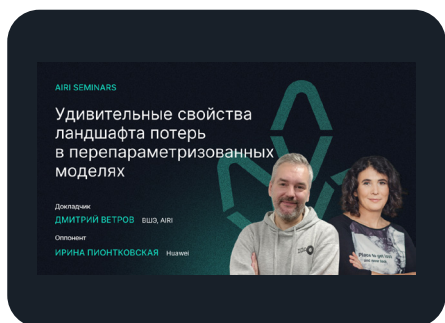 AIRI SEMINARS
Удивительные свойства
ландшафта потерь
в перепараметризованных
моделях
Докладчик
ДМИТРИЙ ВЕТРОВ ВШЭ, AIRI
Оппонент
ИРИНА ПИОНТКОВСКАЯ Huawei